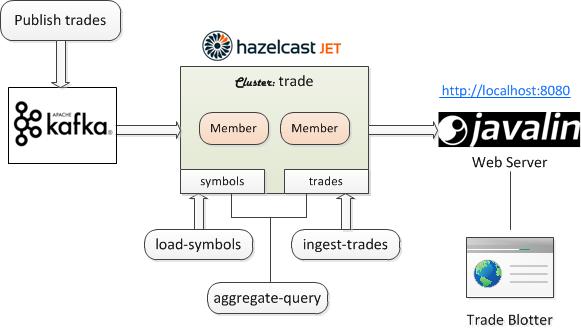 Publish trades
hazelcast JET
Cluster: trade
http://localhost:8080
APACHE
kafka®
Member
Member
javalin
Web Server
symbols
trades
load-symbols
ingest-trades
aggregate-query
Trade Blotter